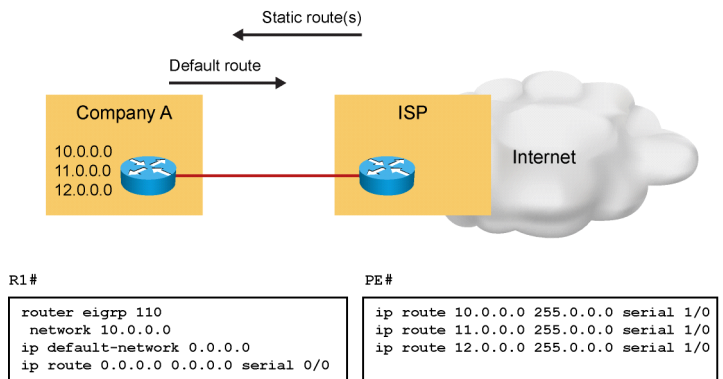 Static route(s)
Default route
Company A
10.0.0.0
11.0.0.0
12.0.0.0
ISP
Internet
R1#
router eigrp 110
network 10.0.0.0
ip default-network 0.0.0.0
ip route 0.0.0.0 0.0.0.0 serial 0/0
PE#
ip route 10.0.0.0 255.0.0.0 serial 1/0
ip route 11.0.0.0 255.0.0.0 serial 1/0
ip route 12.0.0.0 255.0.0.0 serial 1/0